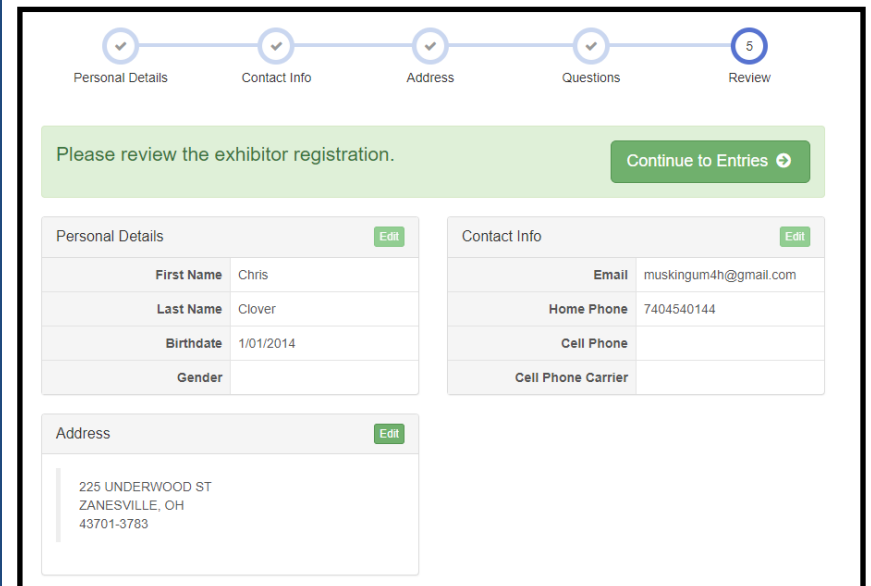 5
Personal Details Contact Info Address Questions Review
Please review the exhibitor registration. Continue to Entries
Personal Details Edit
First Name Chris
Last Name Clover
Birthdate 1/01/2014
Gender
Contact Info Edit
Email muskingum4h@gmail.com
Home Phone 7404540144
Cell Phone
Cell Phone Carrier
Address Edit
225 UNDERWOOD ST
ZANESVILLE, OH
43701-3783